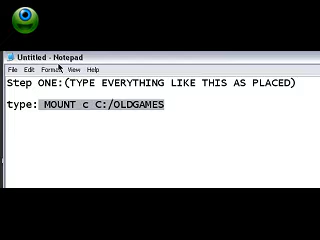 Untitled - Notepad
File Edit Format View Help
Step ONE:(TYPE EVERYTHING LIKE THIS AS PLACED)
type: MOUNT c C:/OLDGAMES